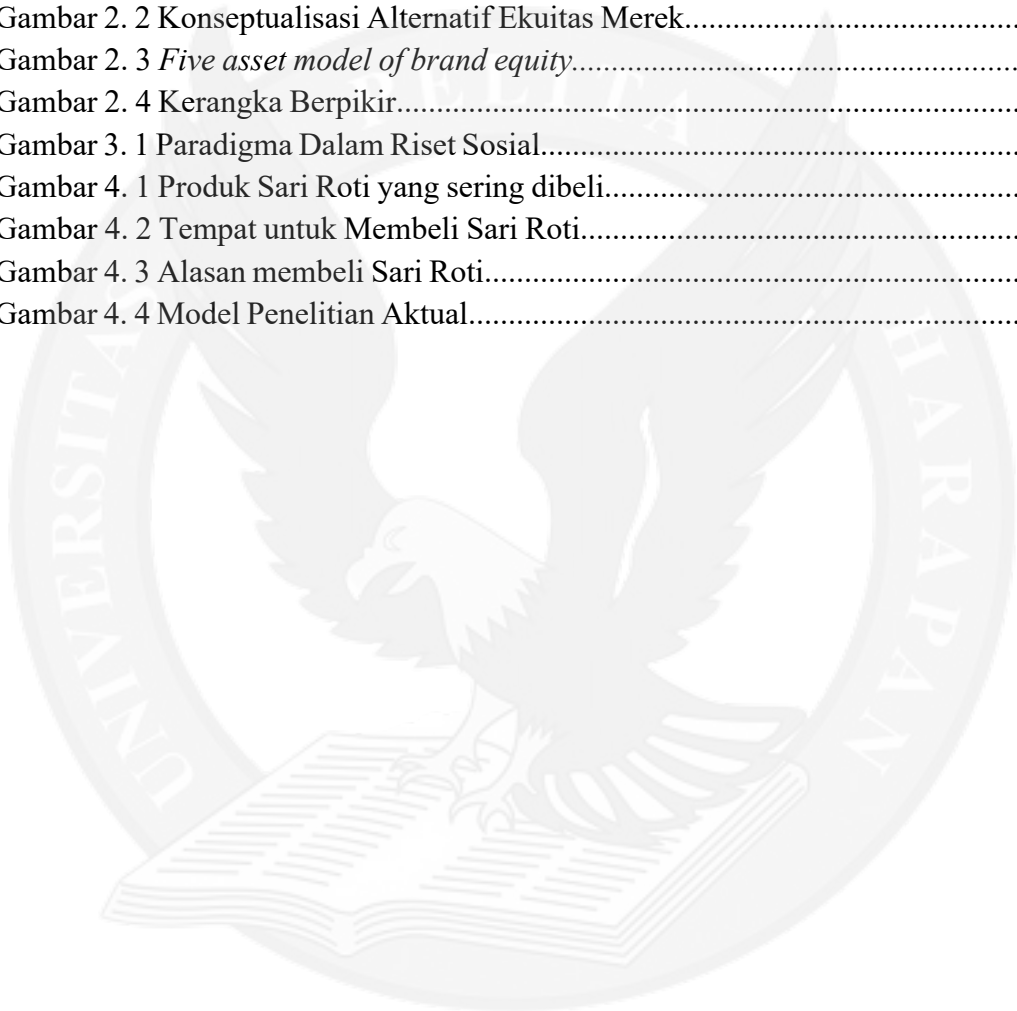 Gambar 2. 2 Konseptualisasi Alternatif Ekuitas Merek........................................
Gambar 2. 3 Five asset model of brand equity......................................................
Gambar 2. 4 Kerangka Berpikir............................................................................
Gambar 3. 1 Paradigma Dalam Riset Sosial..........................................................
Gambar 4. 1 Produk Sari Roti yang sering dibeli..................................................
Gambar 4. 2 Tempat untuk Membeli Sari Roti.....................................................
Gambar 4. 3 Alasan membeli Sari Roti.................................................................
Gambar 4. 4 Model Penelitian Aktual...................................................................
UNIVERSITAS PELITA HARAPAN